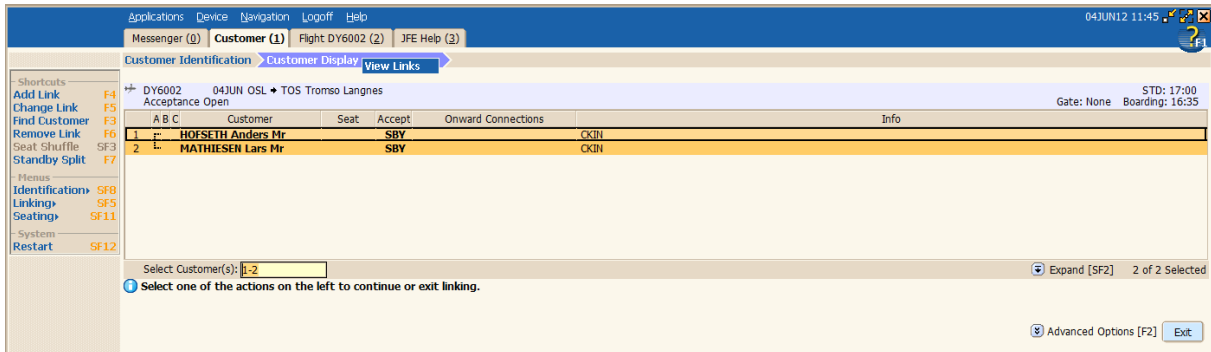 Applications Device Navigation Logoff Help 04JUN12 11:45
Messenger (0) Customer (1) Flight DY6002 (2) JFE Help (3) ?F1
Customer Identification Customer Display View Links
Shortcuts
Add Link F4
Change Link F5
Find Customer F3
Remove Link F6
Seat Shuffle SF3
Standby Split F7
Menus
Identification SF8
Linking SF5
Seating SF11
System
Restart SF12
DY6002 04JUN OSL TOS Tromso Langnes STD: 17:00
Acceptance Open Gate: None Boarding: 16:35
A B C Customer Seat Accept Onward Connections Info
1 HOFSETH Anders Mr SBY CKIN
2 MATHIESEN Lars Mr SBY CKIN
Select Customer(s): 1-2 Expand [SF2] 2 of 2 Selected
Select one of the actions on the left to continue or exit linking.
Advanced Options [F2] Exit